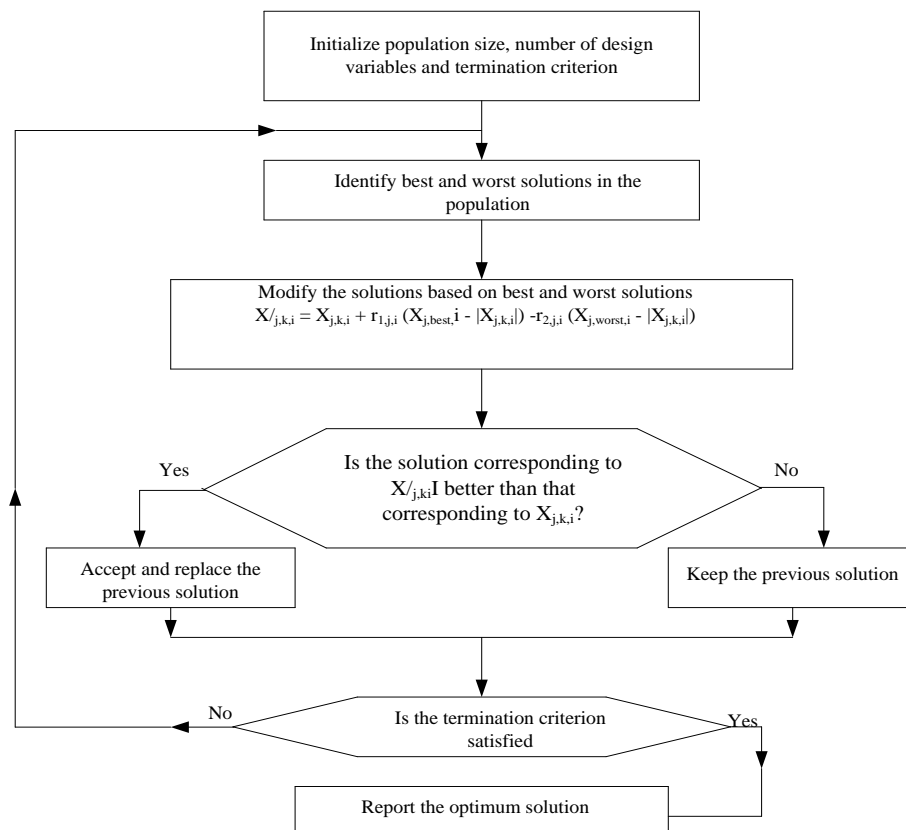 Initialize population size, number of design
variables and termination criterion
Identify best and worst solutions in the
population
Modify the solutions based on best and worst solutions
X/j,k,i = Xj,k,i + r1,j,i (Xj,best,i - |Xj,k,i|) -r2,j,i (Xj,worst,i - |Xj,k,i|)
Yes
Is the solution corresponding to
X/j,kiI better than that
corresponding to Xj,k,i?
No
Accept and replace the
previous solution
Keep the previous solution
No
Is the termination criterion
satisfied
Yes
Report the optimum solution